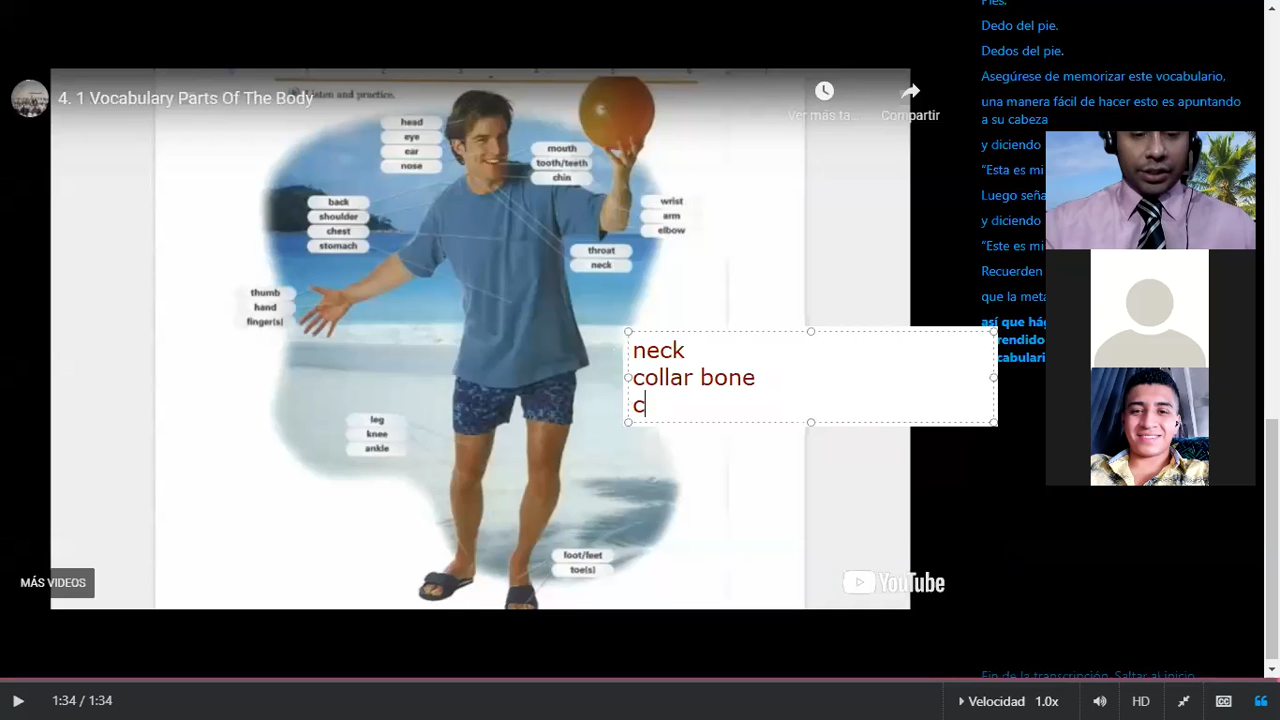 4. 1 Vocabulary Parts Of The Body
Listen and practice.
Ver más ta...
Compartir
head
eye
ear
nose
mouth
tooth/teeth
chin
back
shoulder
chest
stomach
wrist
arm
elbow
throat
neck
thumb
hand
finger(s)
leg
knee
ankle
foot/feet
toe(s)
neck
collar bone
c
MÁS VIDEOS
YouTube
Pies.
Dedo del pie.
Dedos del pie.
Asegúrese de memorizar este vocabulario,
una manera fácil de hacer esto es apuntando
a su cabeza
y diciendo
"Esta es mi
Luego seña
y diciendo
"Este es mi
Recuerden
que la meta
así que hág
rendido
cabulari
Fin de la transcripción. Saltar al inicio.
1:34 / 1:34
Velocidad 1.0x
HD
CC